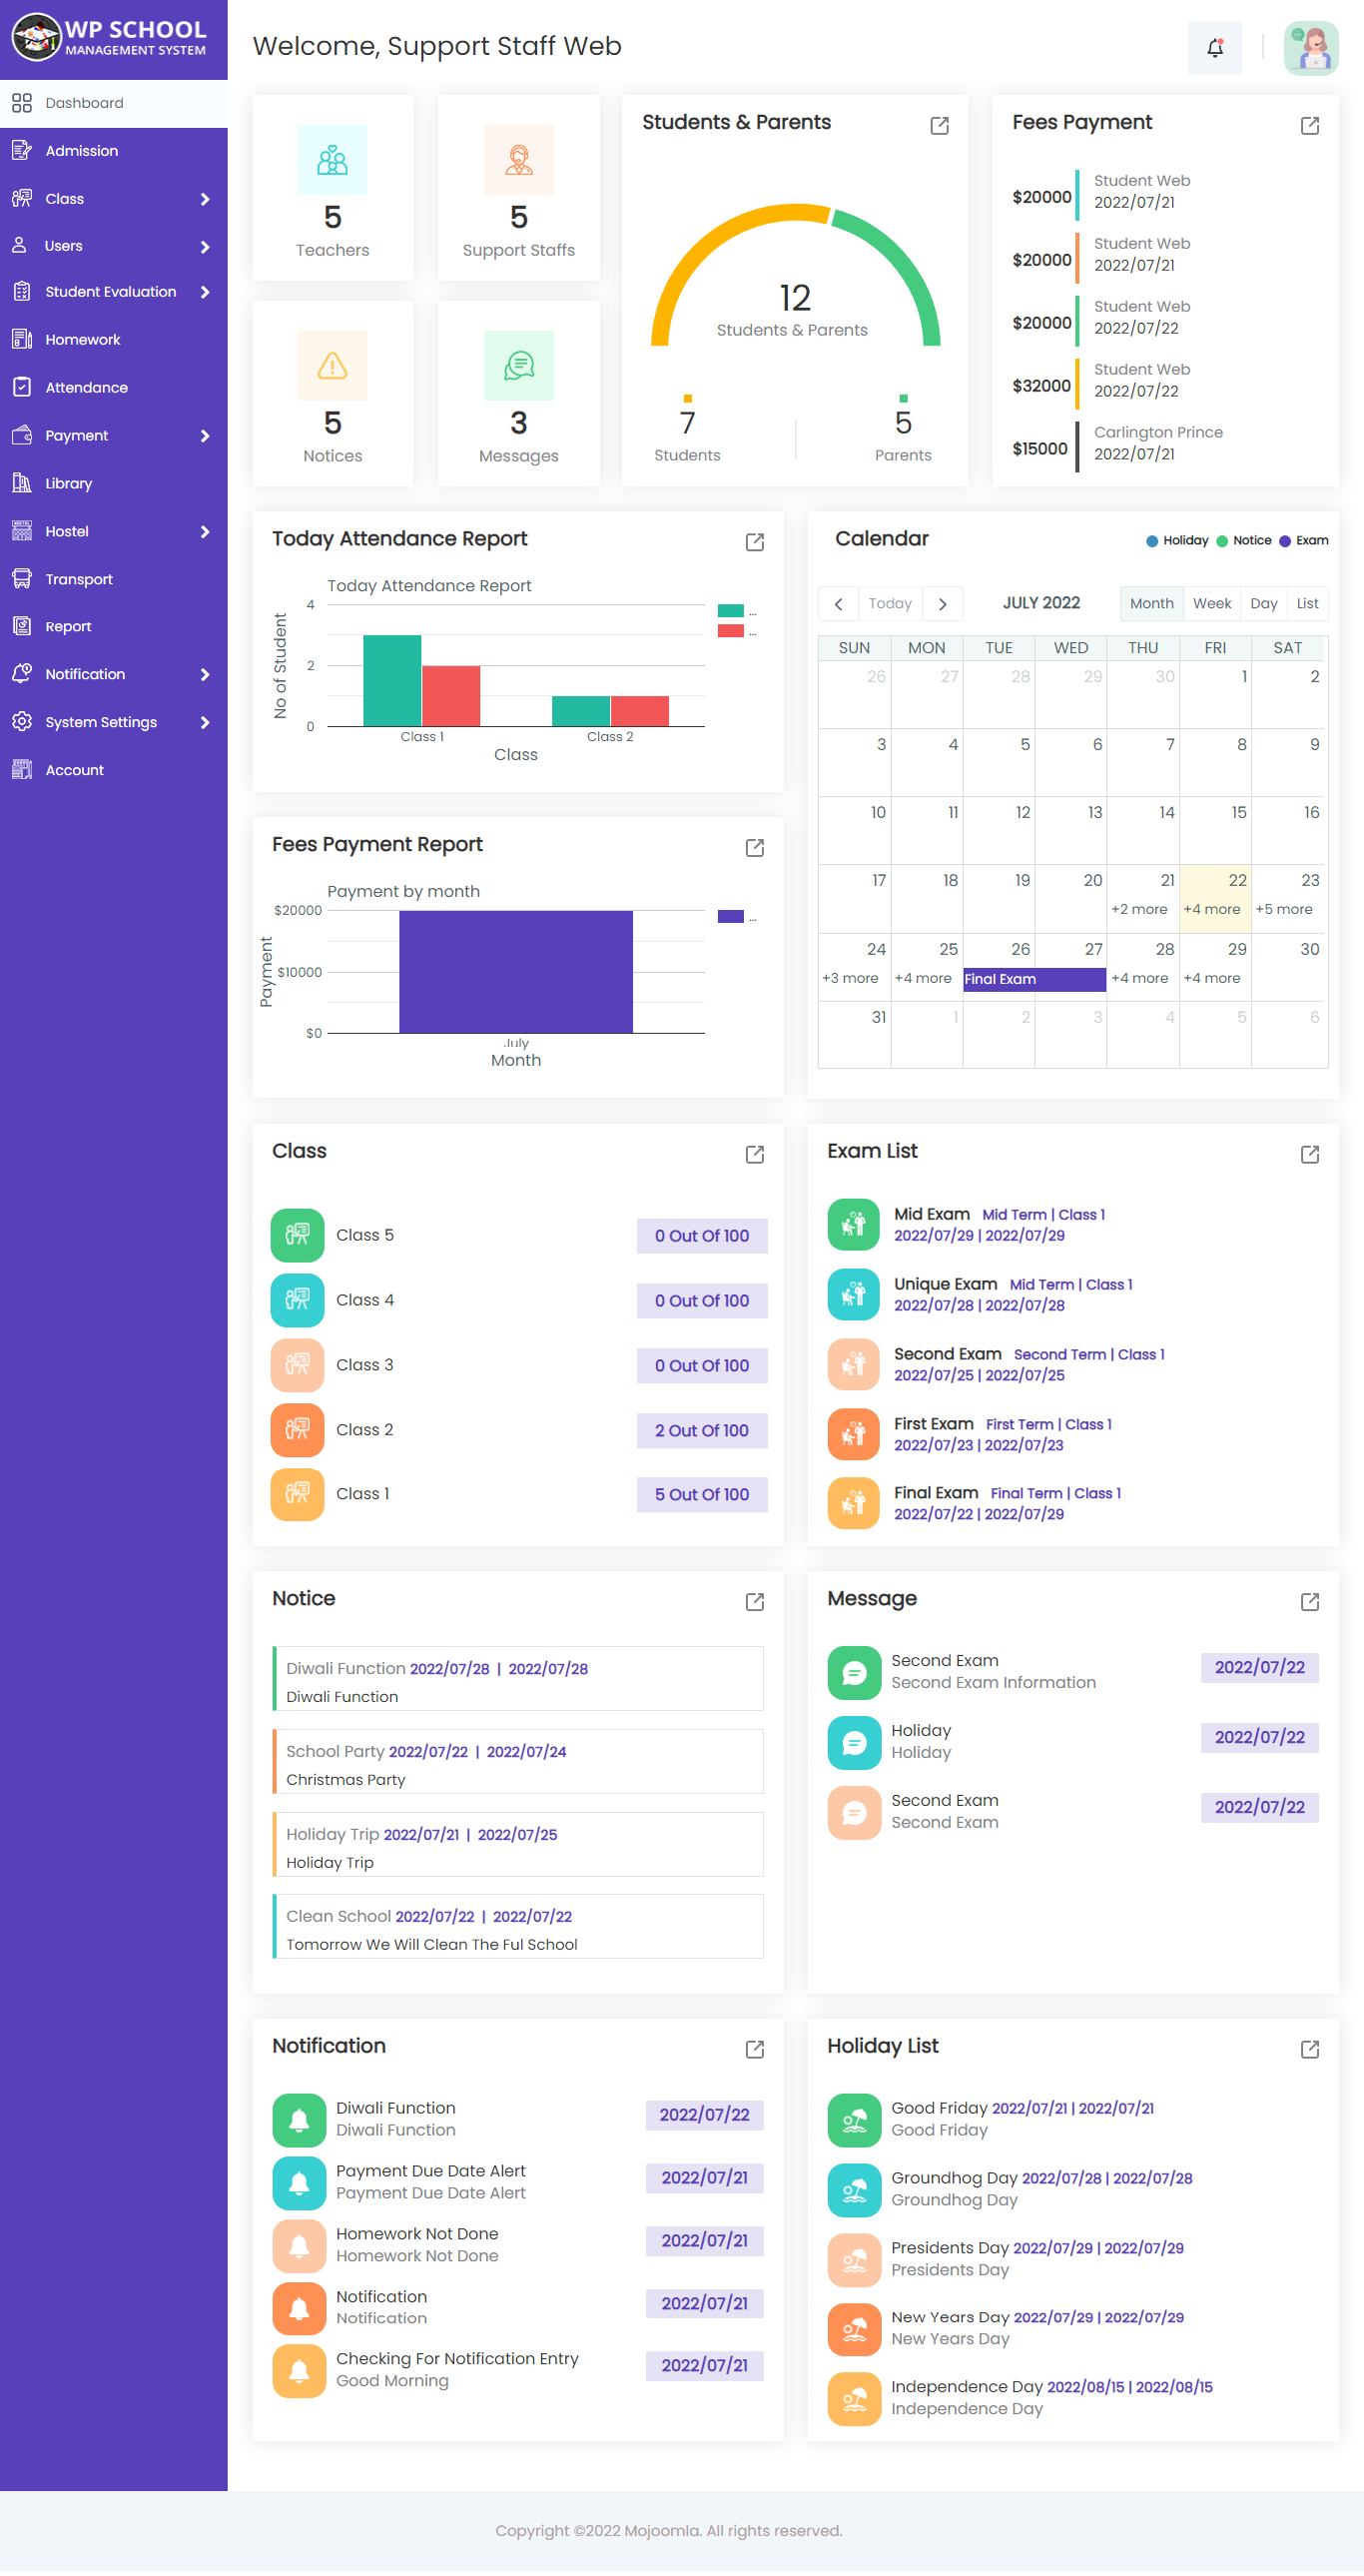 WP SCHOOL
MANAGEMENT SYSTEM
Dashboard
Admission
Class
Users
Student Evaluation
Homework
Attendance
Payment
Library
Hostel
Transport
Report
Notification
System Settings
Account
Welcome, Support Staff Web
5
Teachers
5
Support Staffs
5
Notices
3
Messages
Students & Parents
12
Students & Parents
7
Students
5
Parents
Fees Payment
$20000
Student Web
2022/07/21
$20000
Student Web
2022/07/21
$20000
Student Web
2022/07/22
$32000
Student Web
2022/07/22
$15000
Carlington Prince
2022/07/21
Today Attendance Report
Today Attendance Report
No of Student
4
2
0
Class 1
Class 2
Class
...
...
Fees Payment Report
Payment by month
Payment
$20000
$10000
$0
July
Month
...
Calendar
Holiday Notice Exam
Today
JULY 2022
Month Week Day List
SUN MON TUE WED THU FRI SAT
26 27 28 29 30 1 2
3 4 5 6 7 8 9
10 11 12 13 14 15 16
17 18 19 20 21 22 23
+2 more +4 more +5 more
24 25 26 27 28 29 30
+3 more +4 more Final Exam +4 more +4 more
31 1 2 3 4 5 6
Class
Class 5 0 Out Of 100
Class 4 0 Out Of 100
Class 3 0 Out Of 100
Class 2 2 Out Of 100
Class 1 5 Out Of 100
Exam List
Mid Exam Mid Term | Class 1
2022/07/29 | 2022/07/29
Unique Exam Mid Term | Class 1
2022/07/28 | 2022/07/28
Second Exam Second Term | Class 1
2022/07/25 | 2022/07/25
First Exam First Term | Class 1
2022/07/23 | 2022/07/23
Final Exam Final Term | Class 1
2022/07/22 | 2022/07/29
Notice
Diwali Function 2022/07/28 | 2022/07/28
Diwali Function
School Party 2022/07/22 | 2022/07/24
Christmas Party
Holiday Trip 2022/07/21 | 2022/07/25
Holiday Trip
Clean School 2022/07/22 | 2022/07/22
Tomorrow We Will Clean The Ful School
Message
Second Exam 2022/07/22
Second Exam Information
Holiday 2022/07/22
Holiday
Second Exam 2022/07/22
Second Exam
Notification
Diwali Function 2022/07/22
Diwali Function
Payment Due Date Alert 2022/07/21
Payment Due Date Alert
Homework Not Done 2022/07/21
Homework Not Done
Notification 2022/07/21
Notification
Checking For Notification Entry 2022/07/21
Good Morning
Holiday List
Good Friday 2022/07/21 | 2022/07/21
Good Friday
Groundhog Day 2022/07/28 | 2022/07/28
Groundhog Day
Presidents Day 2022/07/29 | 2022/07/29
Presidents Day
New Years Day 2022/07/29 | 2022/07/29
New Years Day
Independence Day 2022/08/15 | 2022/08/15
Independence Day
Copyright ©2022 Mojoomla. All rights reserved.